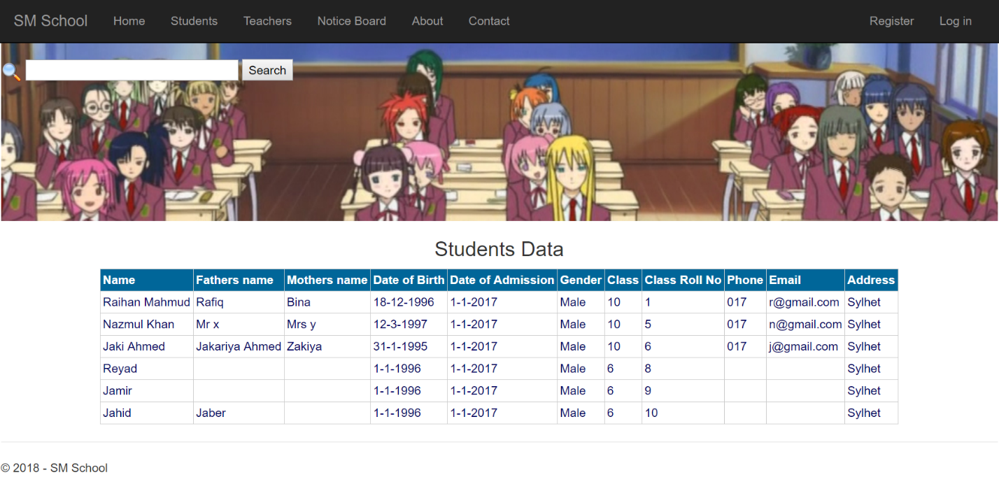 SM School Home Students Teachers Notice Board About Contact Register Log in
Search
Students Data
Name Fathers name Mothers name Date of Birth Date of Admission Gender Class Class Roll No Phone Email Address
Raihan Mahmud Rafiq Bina 18-12-1996 1-1-2017 Male 10 1 017 r@gmail.com Sylhet
Nazmul Khan Mr x Mrs y 12-3-1997 1-1-2017 Male 10 5 017 n@gmail.com Sylhet
Jaki Ahmed Jakariya Ahmed Zakiya 31-1-1995 1-1-2017 Male 10 6 017 j@gmail.com Sylhet
Reyad 1-1-1996 1-1-2017 Male 6 8 Sylhet
Jamir 1-1-1996 1-1-2017 Male 6 9 Sylhet
Jahid Jaber 1-1-1996 1-1-2017 Male 6 10 Sylhet
© 2018 - SM School